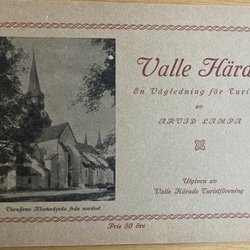 Valle Härad
En Vägledning för Turi
av
ARVID LAMPA
Utgiven av
Valle Härads Turistförening
Varnhems Klosterkyrka från nordost
Pris 50 öre